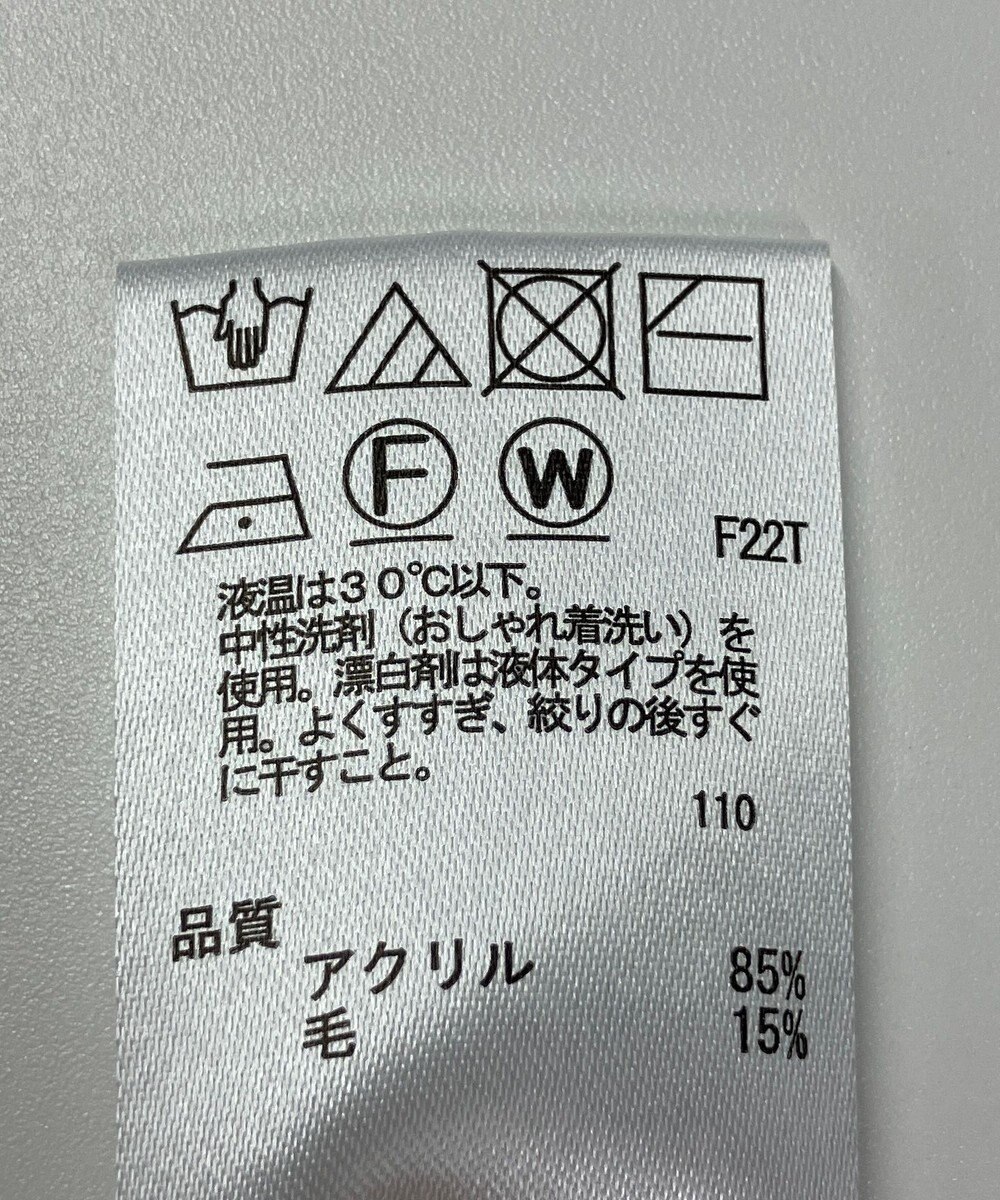 F W
F22T
液温は30℃以下。
中性洗剤（おしゃれ着洗い）を
使用。漂白剤は液体タイプを使
用。よくすすぎ、絞りの後すぐ
に干すこと。
110
品質
アクリル 85%
毛 15%